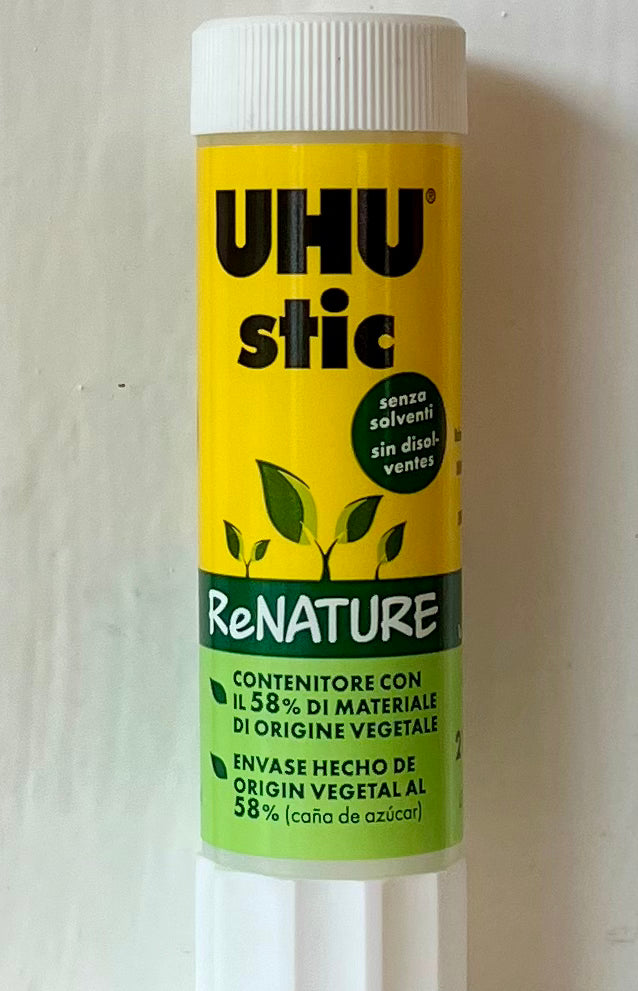 UHU®
stic
senza
solventi
sin disol-
ventes
ReNATURE
CONTENITORE CON
IL 58% DI MATERIALE
DI ORIGINE VEGETALE
ENVASE HECHO DE
ORIGIN VEGETAL AL
58% (caña de azúcar)